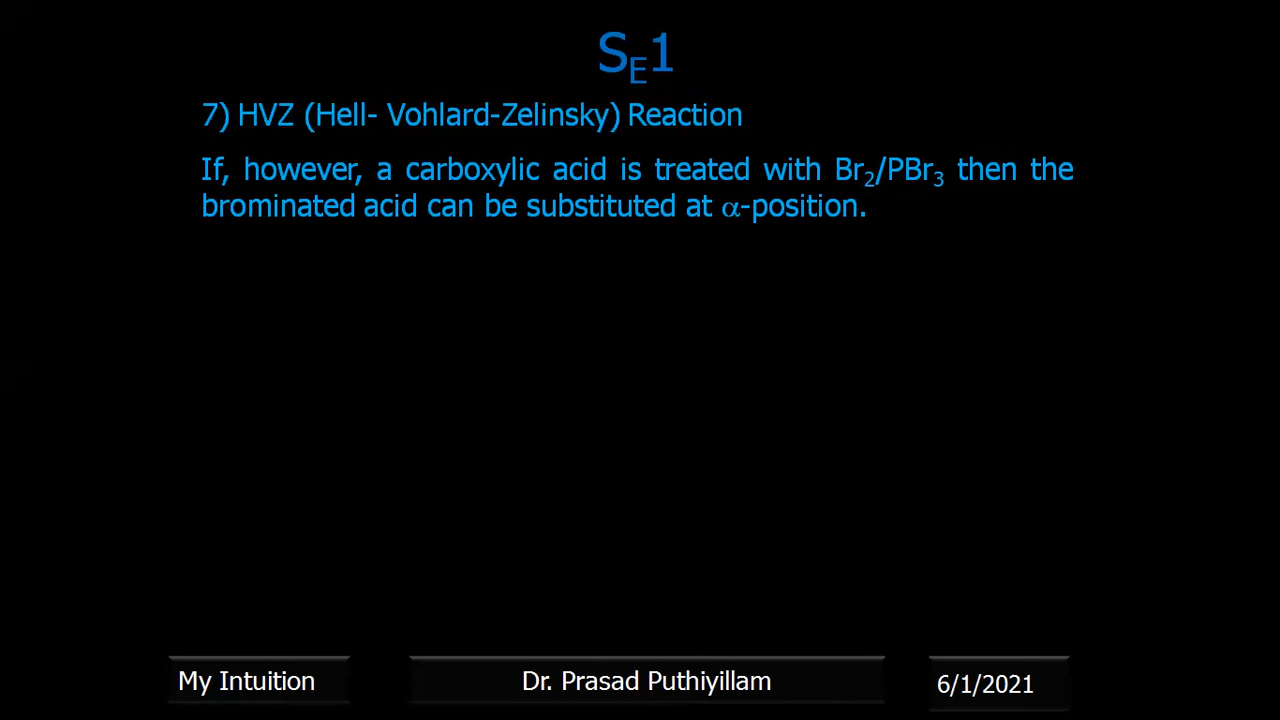 S_E1
7) HVZ (Hell- Vohlard-Zelinsky) Reaction
If, however, a carboxylic acid is treated with Br₂/PBr₃ then the
brominated acid can be substituted at α-position.
My Intuition
Dr. Prasad Puthiyillam
6/1/2021